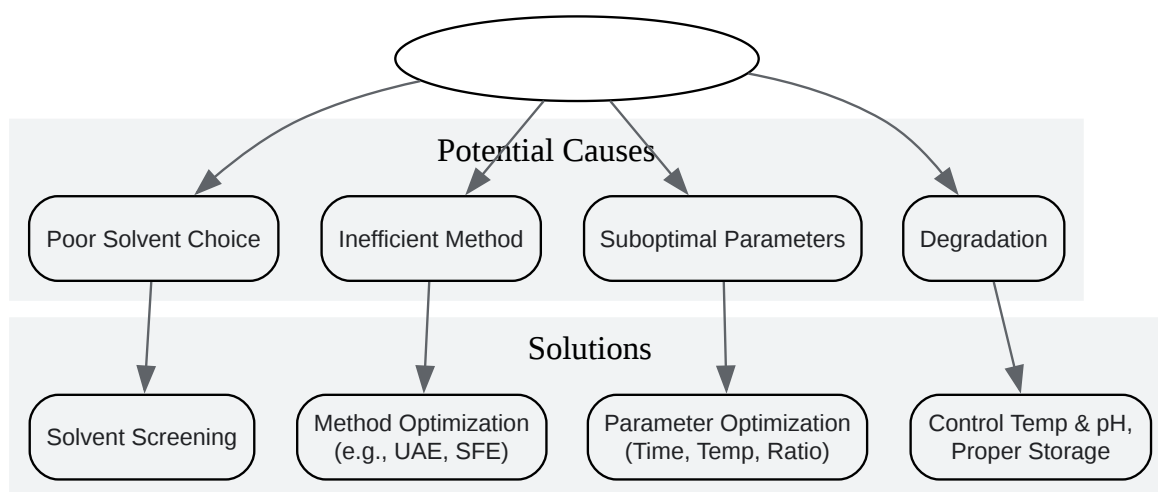 Potential Causes
Poor Solvent Choice
Inefficient Method
Suboptimal Parameters
Degradation
Solutions
Solvent Screening
Method Optimization
(e.g., UAE, SFE)
Parameter Optimization
(Time, Temp, Ratio)
Control Temp & pH,
Proper Storage